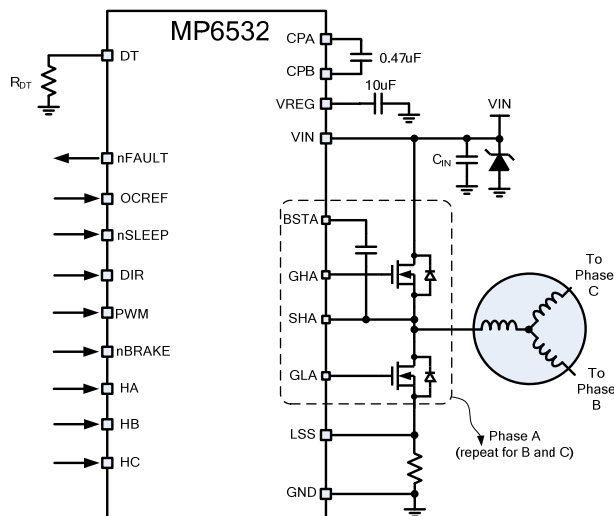 MP6532
DT
R_DT
nFAULT
OCREF
nSLEEP
DIR
PWM
nBRAKE
HA
HB
HC
CPA
CPB
0.47uF
10uF
VREG
VIN
VIN
C_IN
BSTA
GHA
SHA
GLA
LSS
GND
To
Phase
C
To
Phase
B
Phase A
(repeat for B and C)